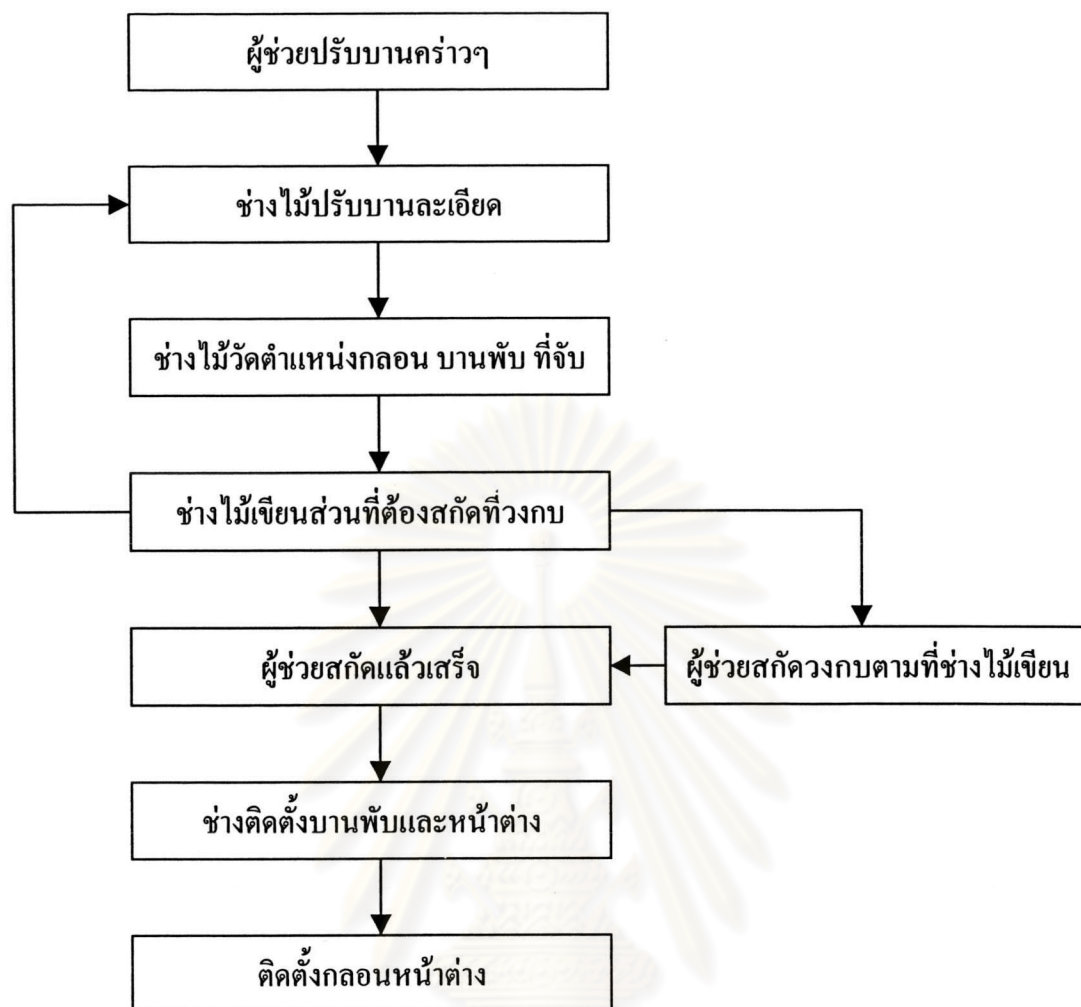 ผู้ช่วยปรับบานคร่าวๆ
ช่างไม้ปรับบานละเอียด
ช่างไม้วัดตำแหน่งกลอน บานพับ ที่จับ
ช่างไม้เขียนส่วนที่ต้องสกัดที่วงกบ
ผู้ช่วยสกัดแล้วเสร็จ
ผู้ช่วยสกัดวงกบตามที่ช่างไม้เขียน
ช่างติดตั้งบานพับและหน้าต่าง
ติดตั้งกลอนหน้าต่าง